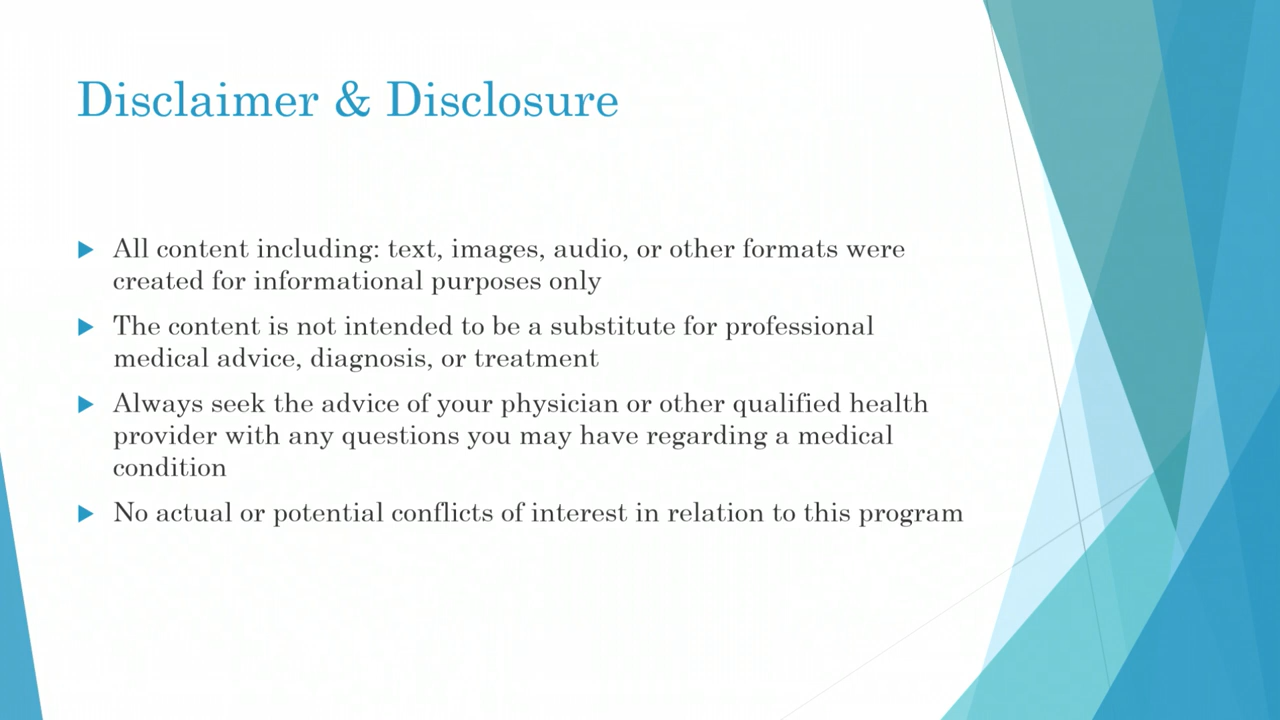 Disclaimer & Disclosure
All content including: text, images, audio, or other formats were
created for informational purposes only
The content is not intended to be a substitute for professional
medical advice, diagnosis, or treatment
Always seek the advice of your physician or other qualified health
provider with any questions you may have regarding a medical
condition
No actual or potential conflicts of interest in relation to this program